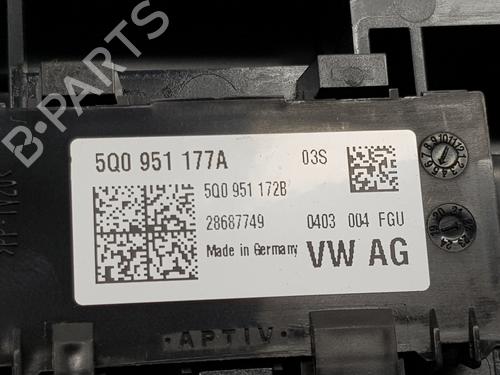 B-PARTS
5Q0 951 177A 03S
5Q0 951 172B
28687749 0403 004 FGU
Made in Germany VW AG
APTIV